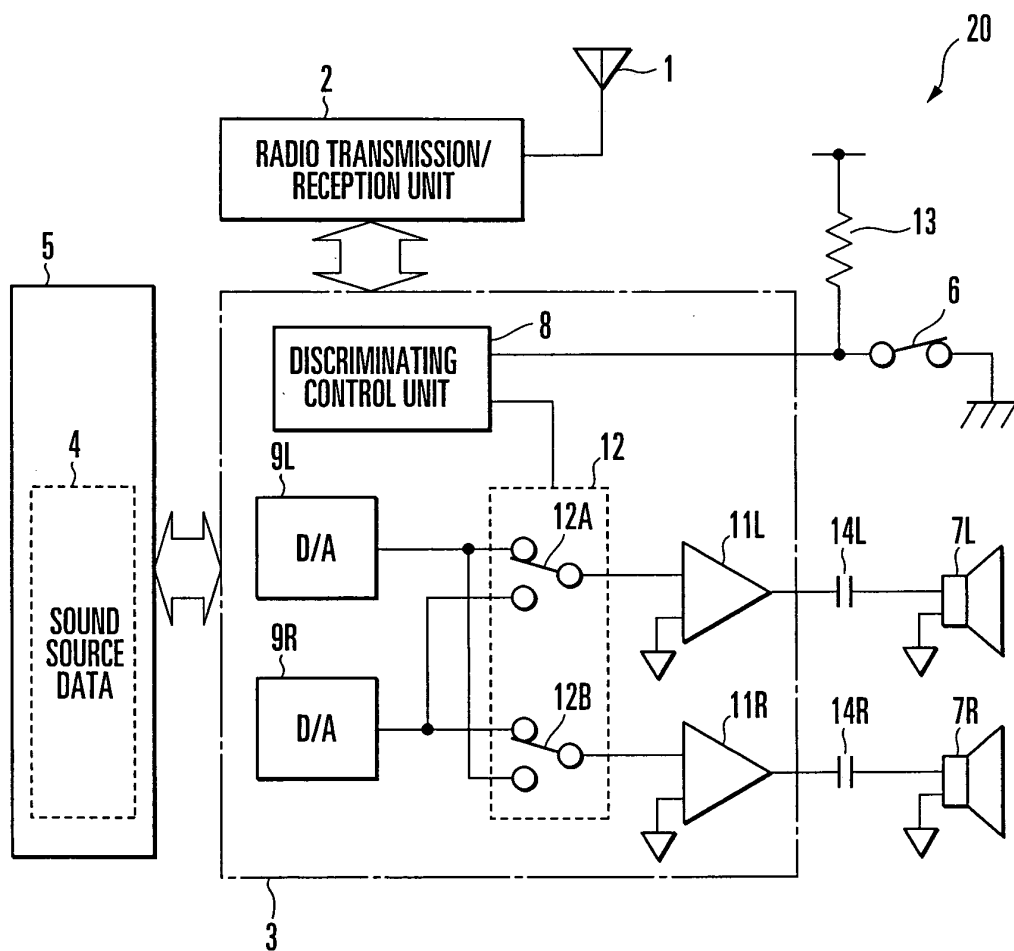 20
1
2
RADIO TRANSMISSION/
RECEPTION UNIT
13
5
6
8
DISCRIMINATING
CONTROL UNIT
4
9L
12
D/A
12A
11L
14L
7L
SOUND
SOURCE
DATA
9R
D/A
12B
11R
14R
7R
3